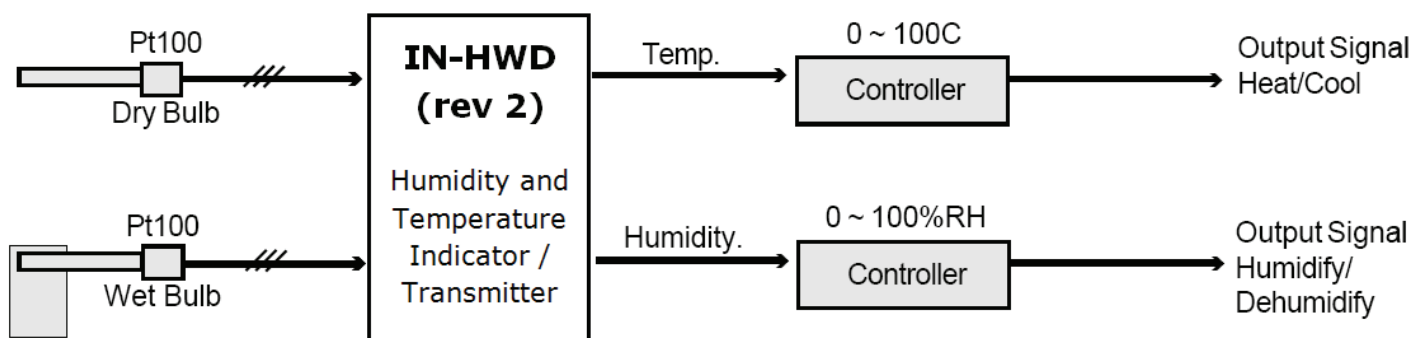 Pt100
Dry Bulb
Pt100
Wet Bulb
IN-HWD
(rev 2)
Humidity and
Temperature
Indicator /
Transmitter
Temp.
Humidity.
0 ~ 100C
Controller
0 ~ 100%RH
Controller
Output Signal
Heat/Cool
Output Signal
Humidify/
Dehumidify